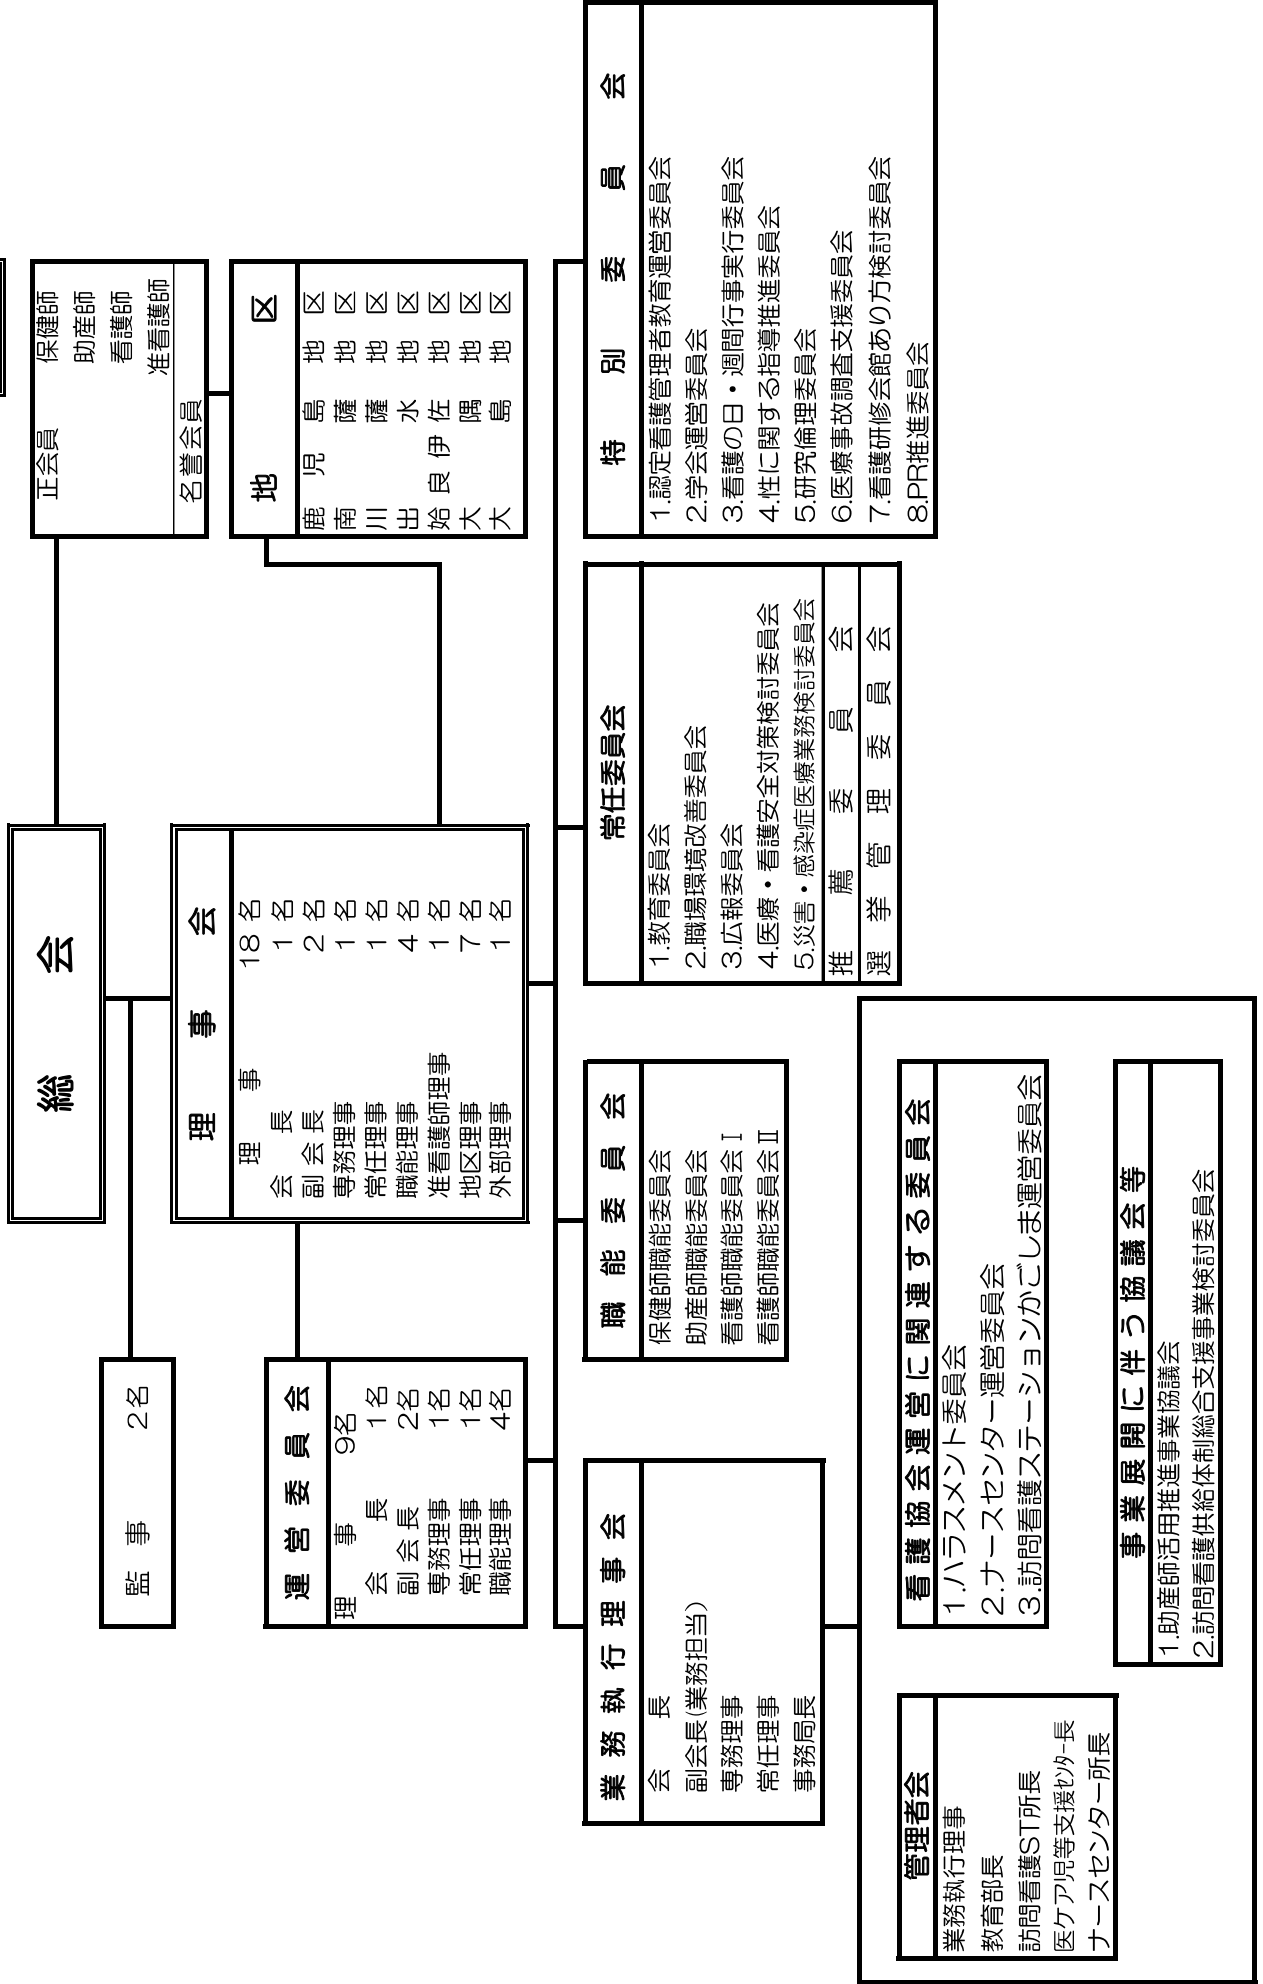 総会
正会員 保健師
助産師
看護師
准看護師
名誉会員
監事 2名
理事会
理事 18名
会長 1名
副会長 2名
専務理事 1名
常任理事 1名
職能理事 4名
准看護師理事 1名
地区理事 7名
外部理事 1名
地区
鹿児島地区
南薩地区
川薩地区
出水地区
姶良伊佐地区
大隅地区
大島地区
運営委員会
理事 9名
会長 1名
副会長 2名
専務理事 1名
常任理事 1名
職能理事 4名
業務執行理事会
会長
副会長(業務担当)
専務理事
常任理事
事務局長
職能委員会
保健師職能委員会
助産師職能委員会
看護師職能委員会Ⅰ
看護師職能委員会Ⅱ
常任委員会
1.教育委員会
2.職場環境改善委員会
3.広報委員会
4.医療・看護安全対策検討委員会
5.災害・感染症医療業務検討委員会
推薦委員会
選挙管理委員会
特別委員会
1.認定看護管理者教育運営委員会
2.学会運営委員会
3.看護の日・週間行事実行委員会
4.性に関する指導推進委員会
5.研究倫理委員会
6.医療事故調査支援委員会
7.看護研修会館あり方検討委員会
8.PR推進委員会
管理者会
業務執行理事
教育部長
訪問看護ST所長
医ケア児等支援ｾﾝﾀｰ長
ナースセンター所長
看護協会運営に関連する委員会
1.ハラスメント委員会
2.ナースセンター運営委員会
3.訪問看護ステーションかごしま運営委員会
事業展開に伴う協議会等
1.助産師活用推進事業協議会
2.訪問看護供給体制総合支援事業検討委員会